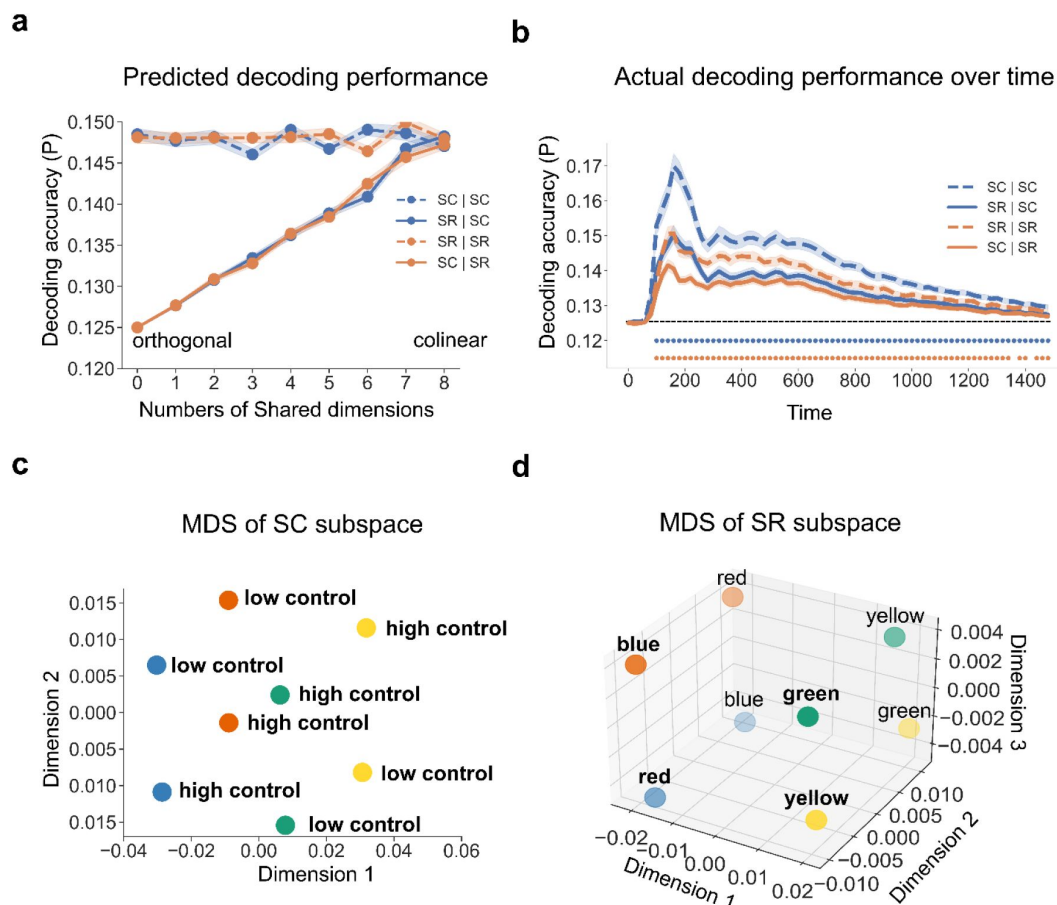 a
Predicted decoding performance
Decoding accuracy (P)
0.150
0.145
0.140
0.135
0.130
0.125
0.120
SC | SC
SR | SC
SR | SR
SC | SR
orthogonal
colinear
0 1 2 3 4 5 6 7 8
Numbers of Shared dimensions
b
Actual decoding performance over time
Decoding accuracy (P)
0.17
0.16
0.15
0.14
0.13
0.12
SC | SC
SR | SC
SR | SR
SC | SR
0 200 400 600 800 1000 1200 1400
Time
c
MDS of SC subspace
Dimension 2
0.015
0.010
0.005
0.000
0.005
0.010
0.015
low control
high control
low control
high control
high control
low control
high control
low control
−0.04 −0.02 0.00 0.02 0.04 0.06
Dimension 1
d
MDS of SR subspace
red
yellow
blue
blue
green
green
red
yellow
0.004
0.002
0.000
−0.002
−0.004
Dimension 3
0.010
0.005
0.000
−0.005
−0.010
Dimension 2
−0.02
−0.01
0.00
0.01
0.02
Dimension 1